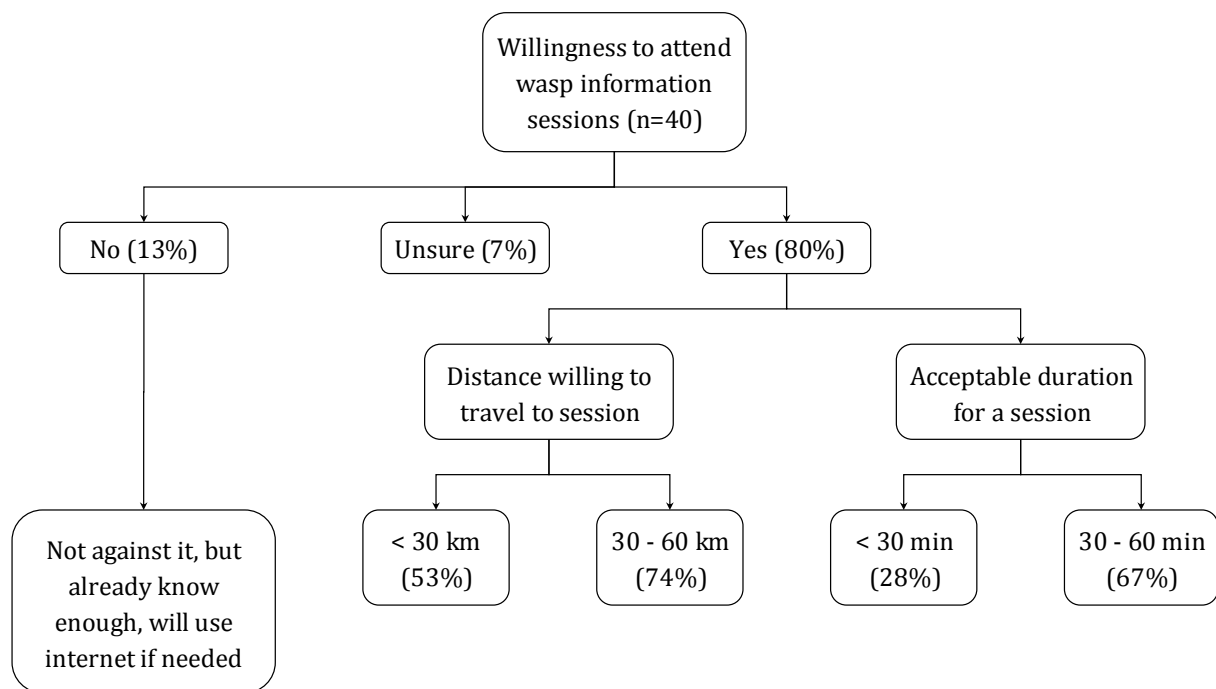 Willingness to attend
wasp information
sessions (n=40)
No (13%)
Unsure (7%)
Yes (80%)
Distance willing to
travel to session
Acceptable duration
for a session
< 30 km
(53%)
30 - 60 km
(74%)
< 30 min
(28%)
30 - 60 min
(67%)
Not against it, but
already know
enough, will use
internet if needed